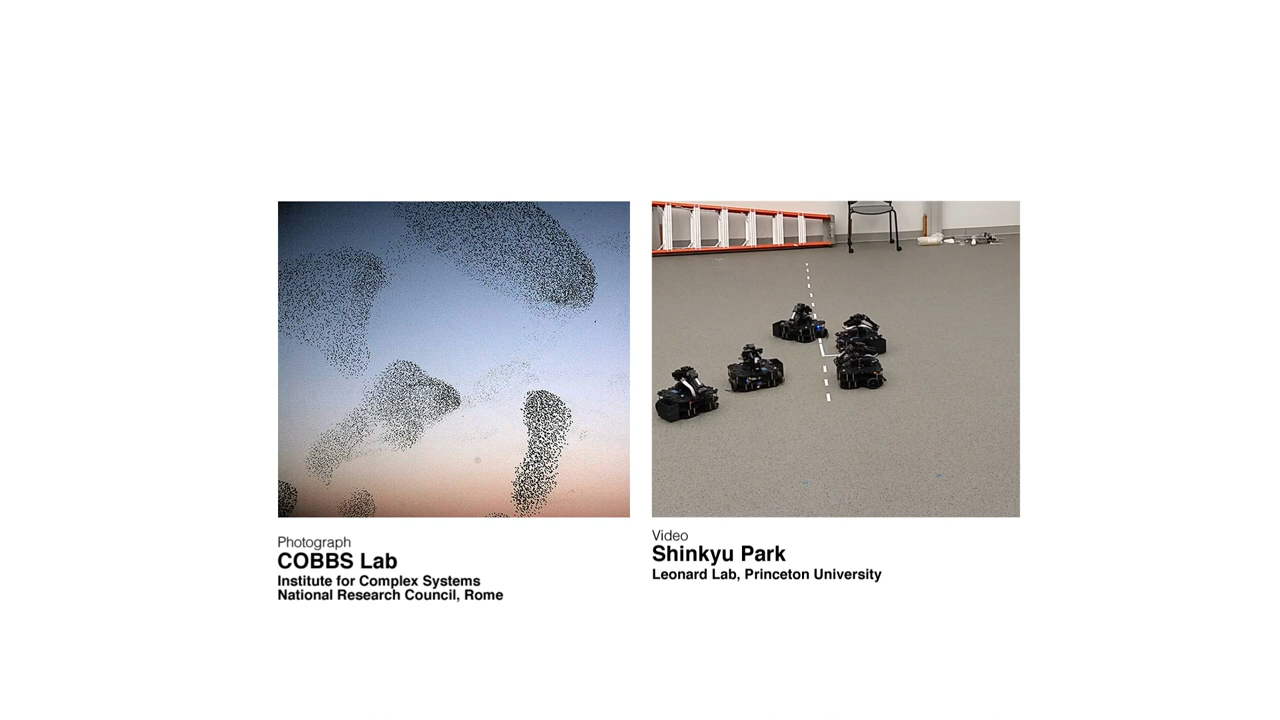 Photograph
COBBS Lab
Institute for Complex Systems
National Research Council, Rome
Video
Shinkyu Park
Leonard Lab, Princeton University